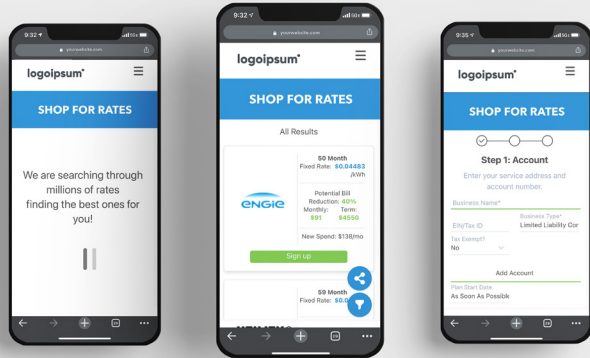 9:32
yourwebsite.com
logoipsum
SHOP FOR RATES
We are searching through
millions of rates
finding the best ones for
you!
9:32
5G
yourwebsite.com
logoipsum
SHOP FOR RATES
All Results
50 Month
Fixed Rate: $0.04483
/kWh
ENGIE
Potential Bill
Reduction: 40%
Monthly: Term:
$91 $4550
New Spend: $138/mo
Sign up
59 Month
Fixed Rate: $0.0
9:35
yourwebsite.com
logoipsum
SHOP FOR RATES
Step 1: Account
Enter your service address and
account number.
Business Name*
EIN/Tax ID
Business Type*
Limited Liability Cor
Tax Exempt?
No
Add Account
Plan Start Date
As Soon As Possible